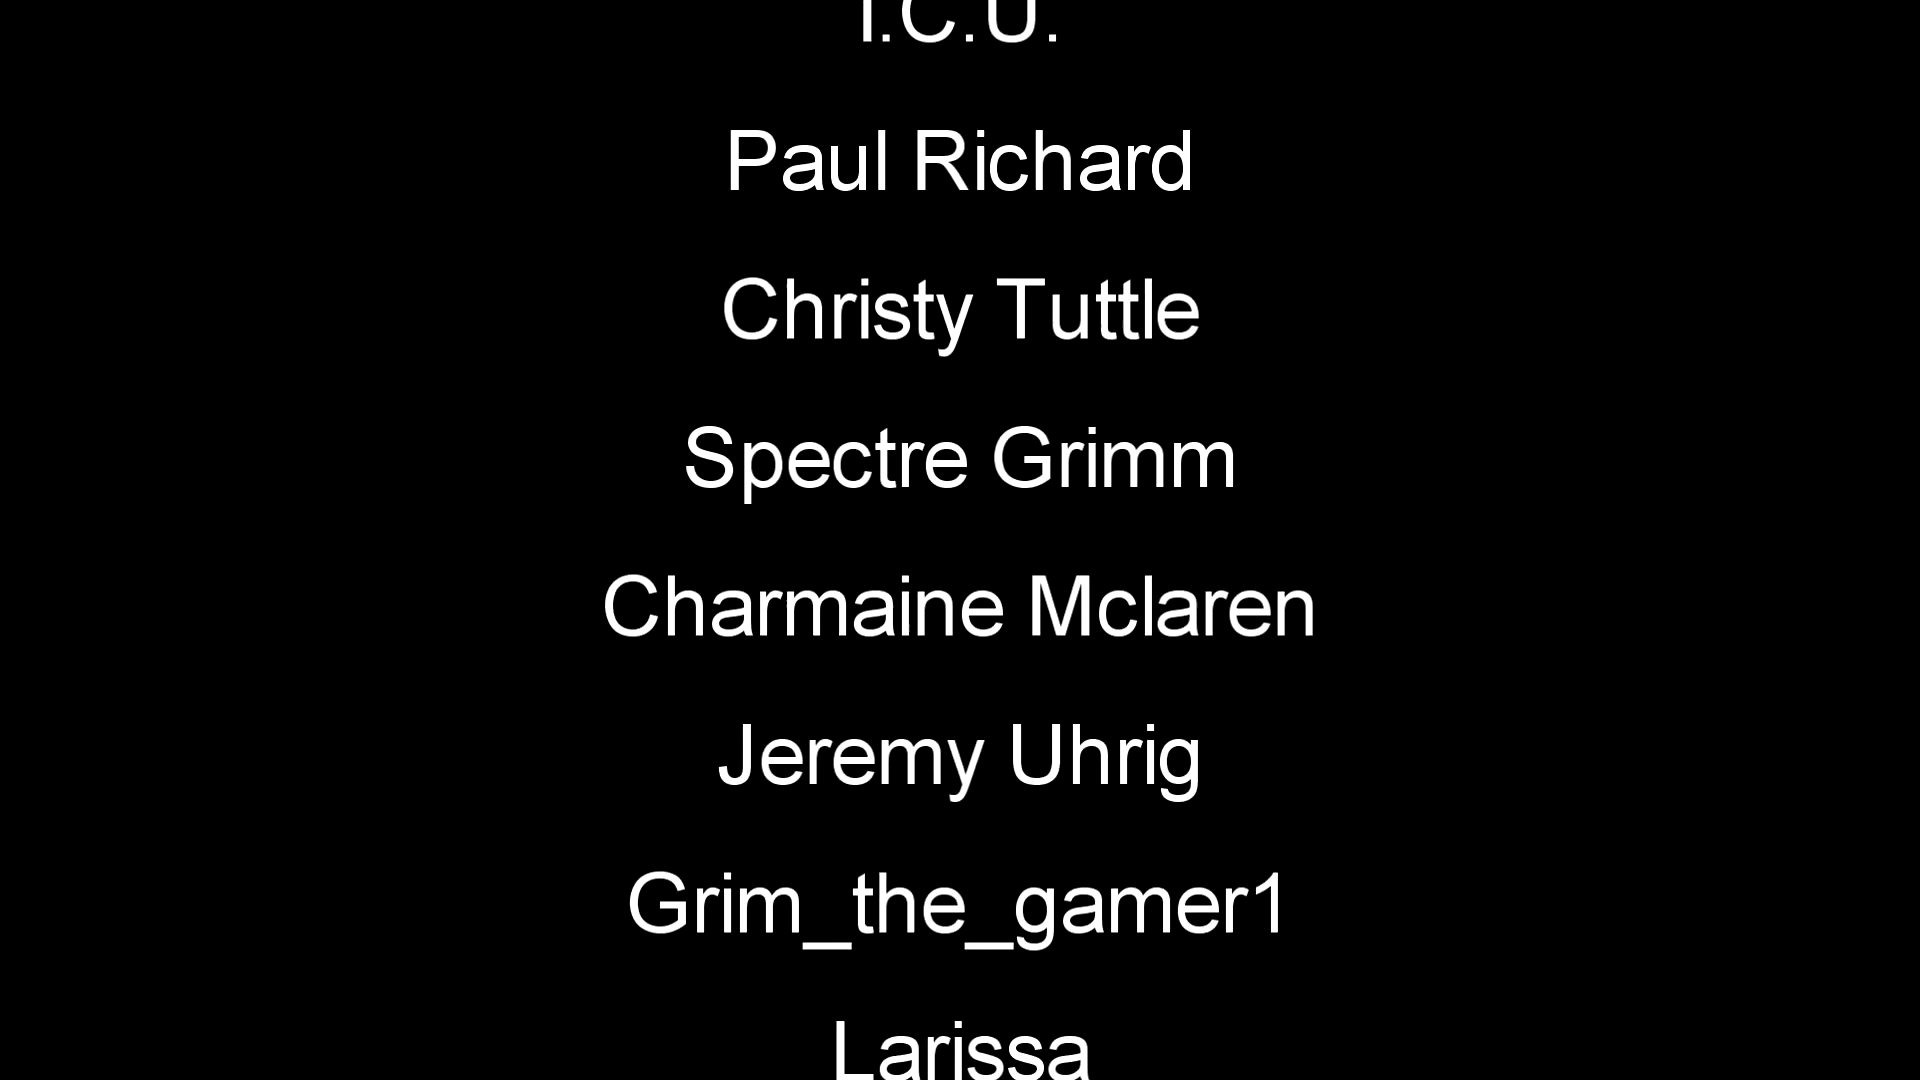 I.C.U.
Paul Richard
Christy Tuttle
Spectre Grimm
Charmaine Mclaren
Jeremy Uhrig
Grim_the_gamer1
Larissa